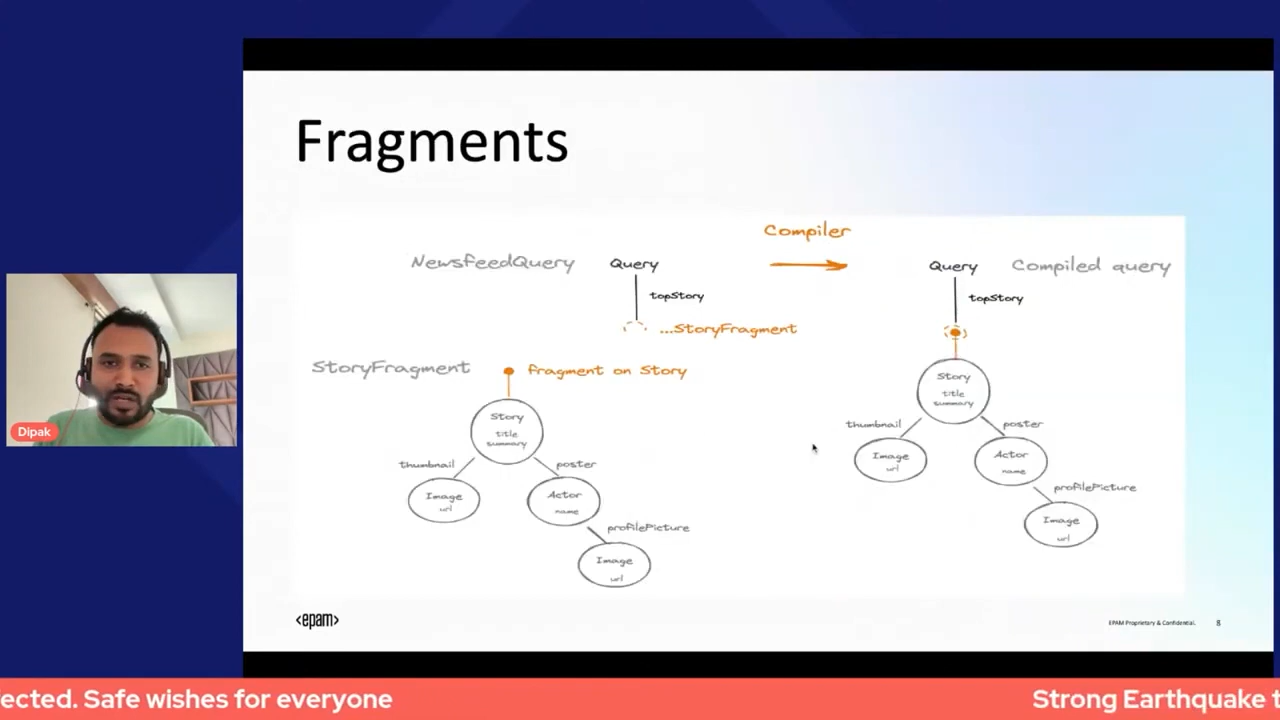 Fragments
Compiler
NewsfeedQuery
Query
Query
Compiled query
topStory
topStory
...StoryFragment
StoryFragment
fragment on Story
Story
title
summary
thumbnail
poster
Image
url
Actor
name
profilePicture
Image
url
Story
title
summary
thumbnail
poster
Image
url
Actor
name
profilePicture
Image
url
Dipak
<epam>
EPAM Proprietary & Confidential.
8
fected. Safe wishes for everyone
Strong Earthquake t